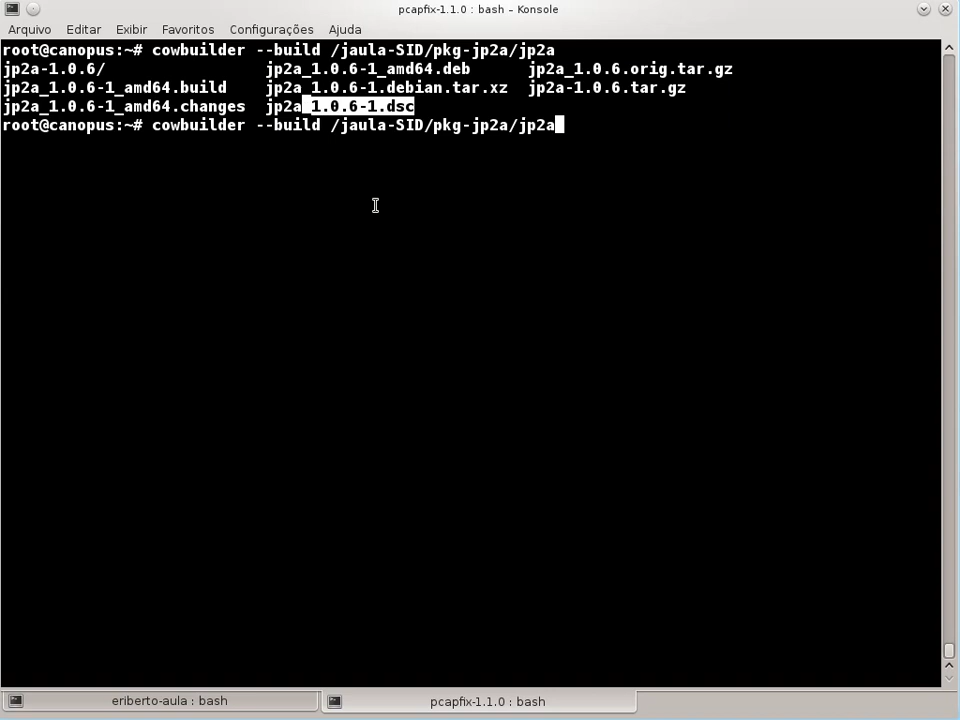 pcapfix-1.1.0 : bash – Konsole
Arquivo Editar Exibir Favoritos Configurações Ajuda
root@canopus:~# cowbuilder --build /jaula-SID/pkg-jp2a/jp2a
jp2a-1.0.6/ jp2a_1.0.6-1_amd64.deb jp2a_1.0.6.orig.tar.gz
jp2a_1.0.6-1_amd64.build jp2a_1.0.6-1.debian.tar.xz jp2a-1.0.6.tar.gz
jp2a_1.0.6-1_amd64.changes jp2a_1.0.6-1.dsc
root@canopus:~# cowbuilder --build /jaula-SID/pkg-jp2a/jp2a
eriberto-aula : bash pcapfix-1.1.0 : bash